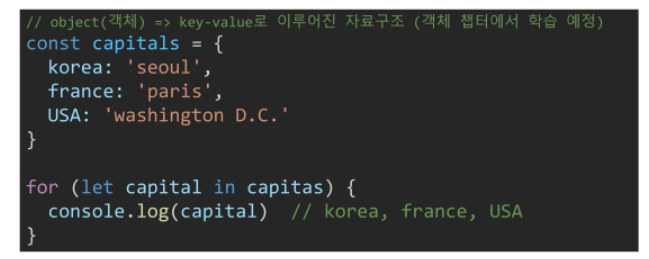 // object(객체) => key-value로 이루어진 자료구조 (객체 챕터에서 학습 예정)
const capitals = {
  korea: 'seoul',
  france: 'paris',
  USA: 'washington D.C.'
}

for (let capital in capitas) {
  console.log(capital)  // korea, france, USA
}